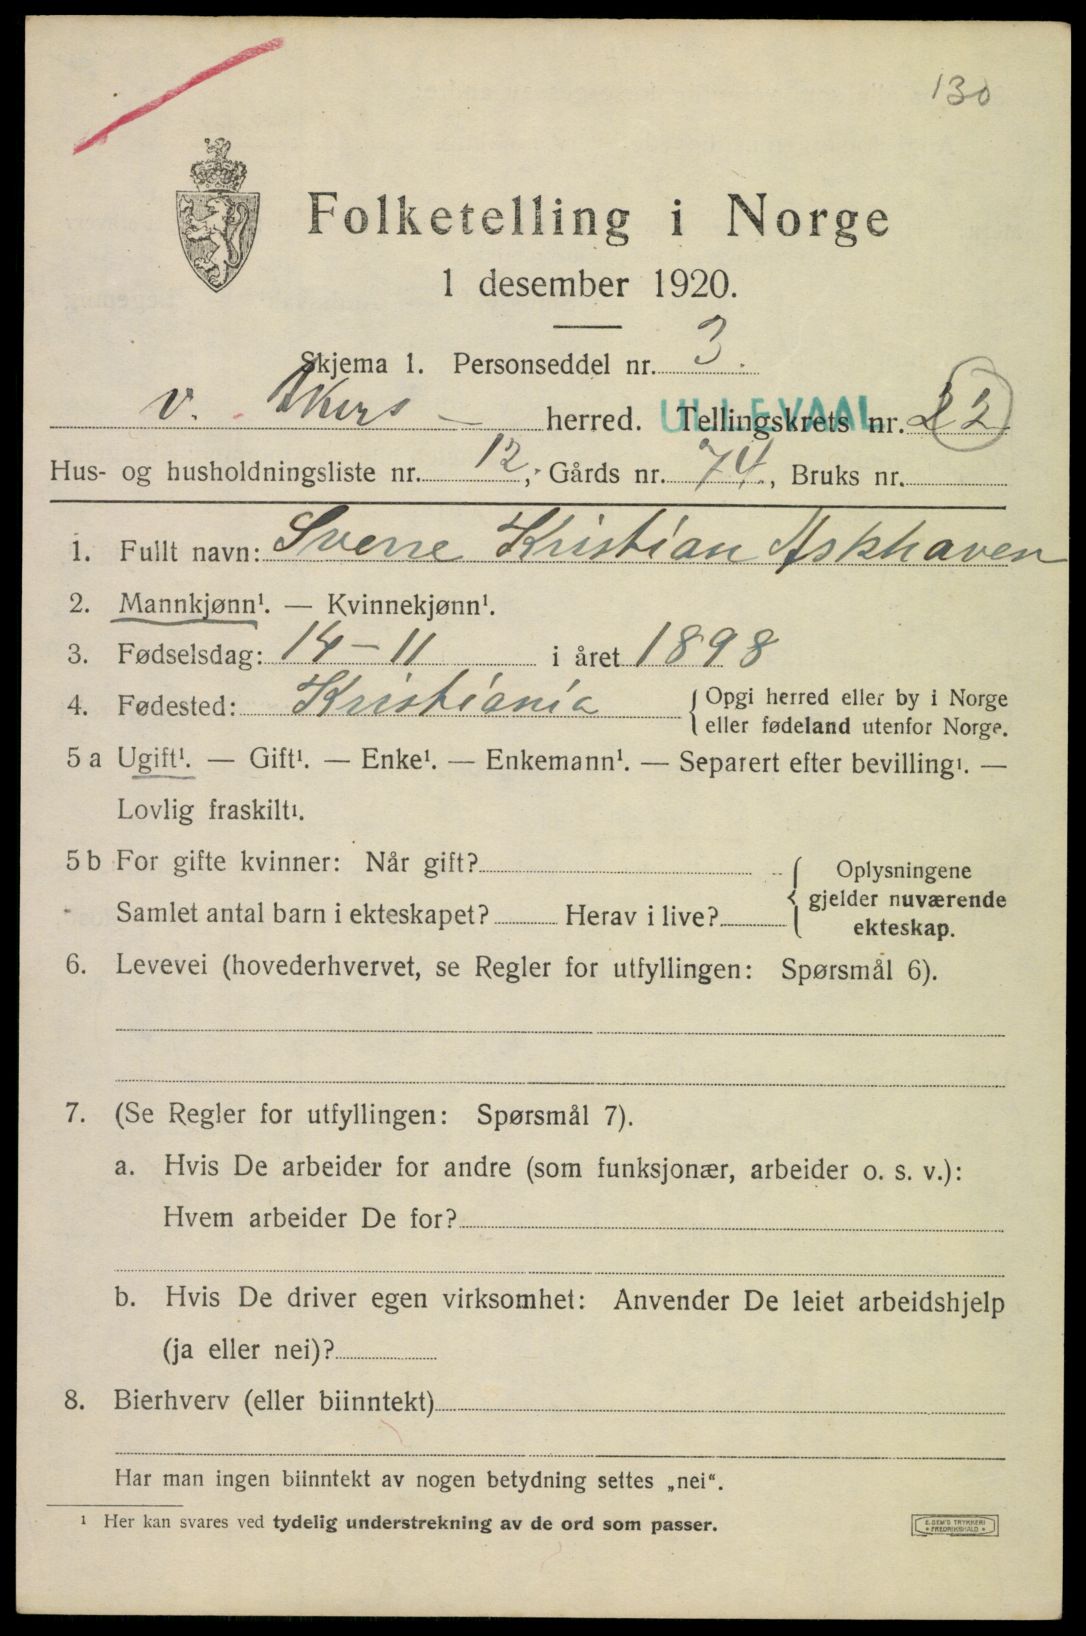 130
Folketelling i Norge
1 desember 1920.
Skjema 1. Personseddel nr. 3.
V. Akers herred. ULLEVAAL Tellingskrets nr. 22
Hus- og husholdningsliste nr. 12, Gårds nr. 74, Bruks nr.
1. Fullt navn: Sverre Kristian Askhaven
2. Mannkjønn¹. — Kvinnekjønn¹.
3. Fødselsdag: 14-11 i året 1898
4. Fødested: Kristiania { Opgi herred eller by i Norge
eller fødeland utenfor Norge.
5 a Ugift¹. — Gift¹. — Enke¹. — Enkemann¹. — Separert efter bevilling¹. —
Lovlig fraskilt¹.
5 b For gifte kvinner: Når gift?
Samlet antal barn i ekteskapet? Herav i live?
{ Oplysningene
gjelder nuværende
ekteskap.
6. Levevei (hovederhvervet, se Regler for utfyllingen: Spørsmål 6).
7. (Se Regler for utfyllingen: Spørsmål 7).
a. Hvis De arbeider for andre (som funksjonær, arbeider o. s. v.):
Hvem arbeider De for?
b. Hvis De driver egen virksomhet: Anvender De leiet arbeidshjelp
(ja eller nei)?
8. Bierhverv (eller biinntekt)
Har man ingen biinntekt av nogen betydning settes „nei“.
¹ Her kan svares ved tydelig understrekning av de ord som passer.
E. SEM'S TRYKKERI
• FREDRIKSHALD •